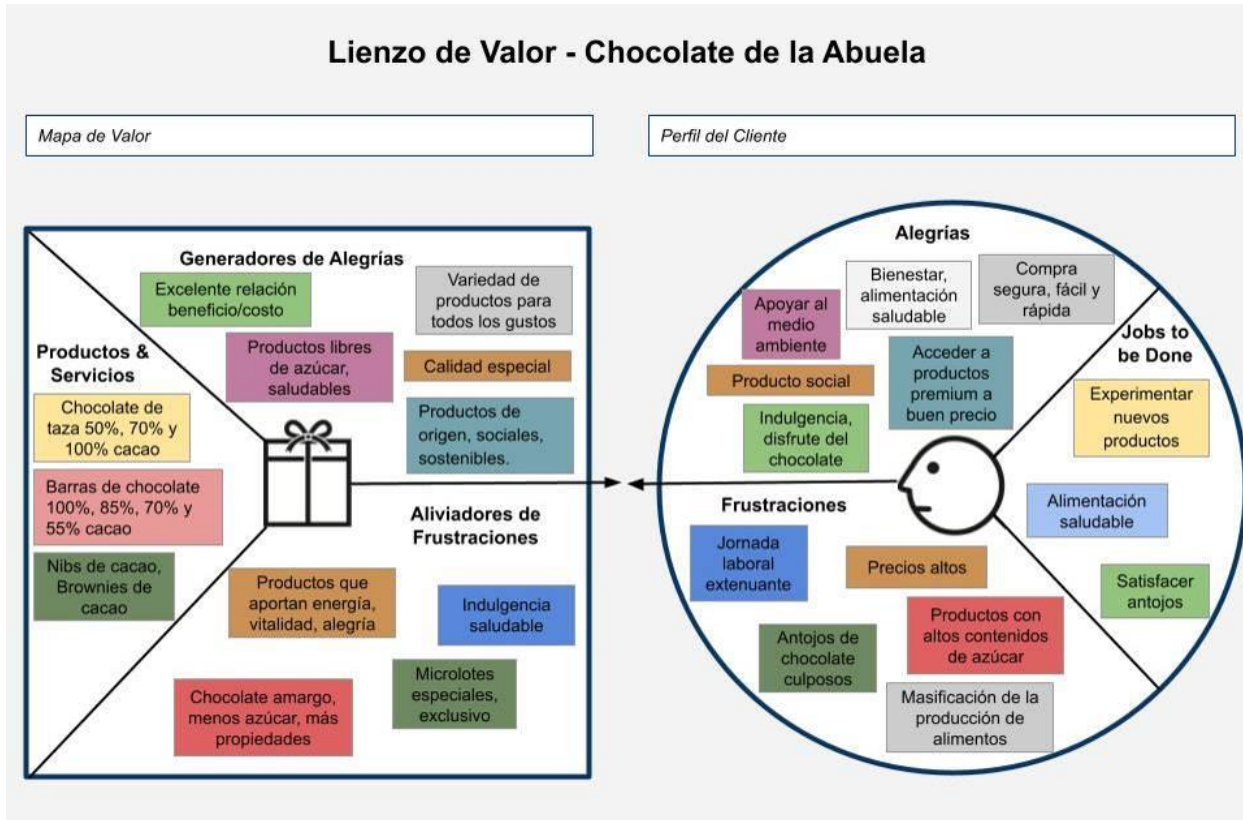 Lienzo de Valor - Chocolate de la Abuela
Mapa de Valor
Perfil del Cliente
Generadores de Alegrías
Excelente relación
beneficio/costo
Variedad de
productos para
todos los gustos
Productos libres
de azúcar,
saludables
Calidad especial
Productos de
origen, sociales,
sostenibles.
Productos &
Servicios
Chocolate de
taza 50%, 70% y
100% cacao
Barras de chocolate
100%, 85%, 70% y
55% cacao
Nibs de cacao,
Brownies de
cacao
Aliviadores de
Frustraciones
Productos que
aportan energía,
vitalidad, alegría
Indulgencia
saludable
Microlotes
especiales,
exclusivo
Chocolate amargo,
menos azúcar, más
propiedades
Alegrías
Bienestar,
alimentación
saludable
Compra
segura, fácil y
rápida
Apoyar al
medio
ambiente
Producto social
Acceder a
productos
premium a
buen precio
Indulgencia,
disfrute del
chocolate
Jobs to
be Done
Experimentar
nuevos
productos
Alimentación
saludable
Satisfacer
antojos
Frustraciones
Jornada
laboral
extenuante
Precios altos
Productos con
altos contenidos
de azúcar
Antojos de
chocolate
culposos
Masificación de la
producción de
alimentos